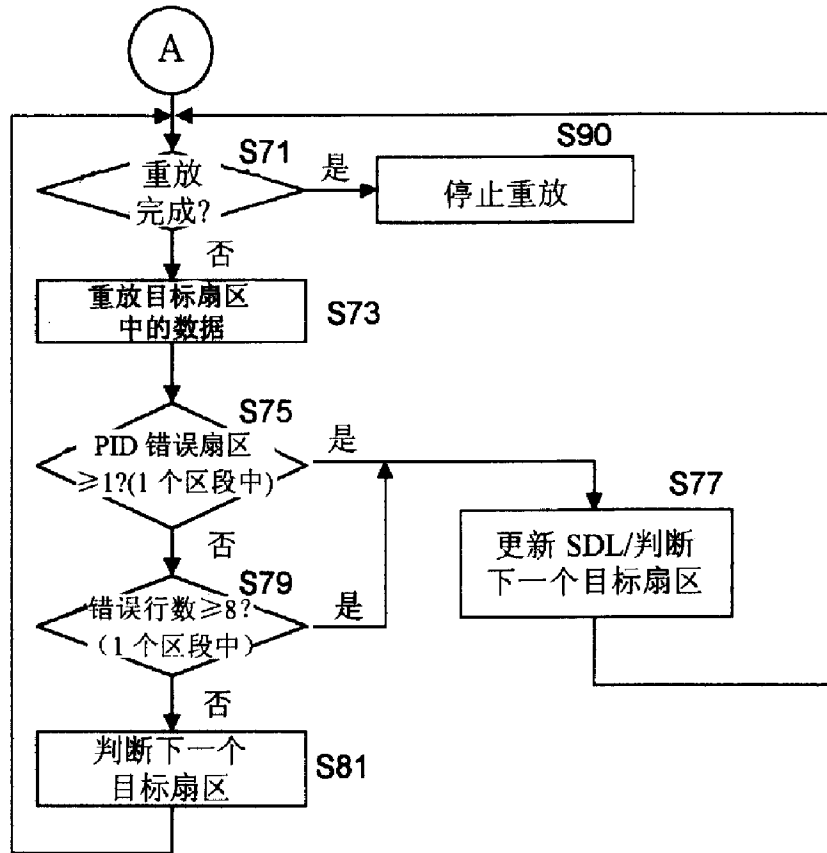 A
S71
重放
完成?
是
S90
停止重放
否
重放目标扇区
中的数据
S73
S75
PID 错误扇区
≥1?(1 个区段中)
是
S77
更新 SDL/判断
下一个目标扇区
否
S79
错误行数≥8?
(1 个区段中)
是
否
判断下一个
目标扇区
S81